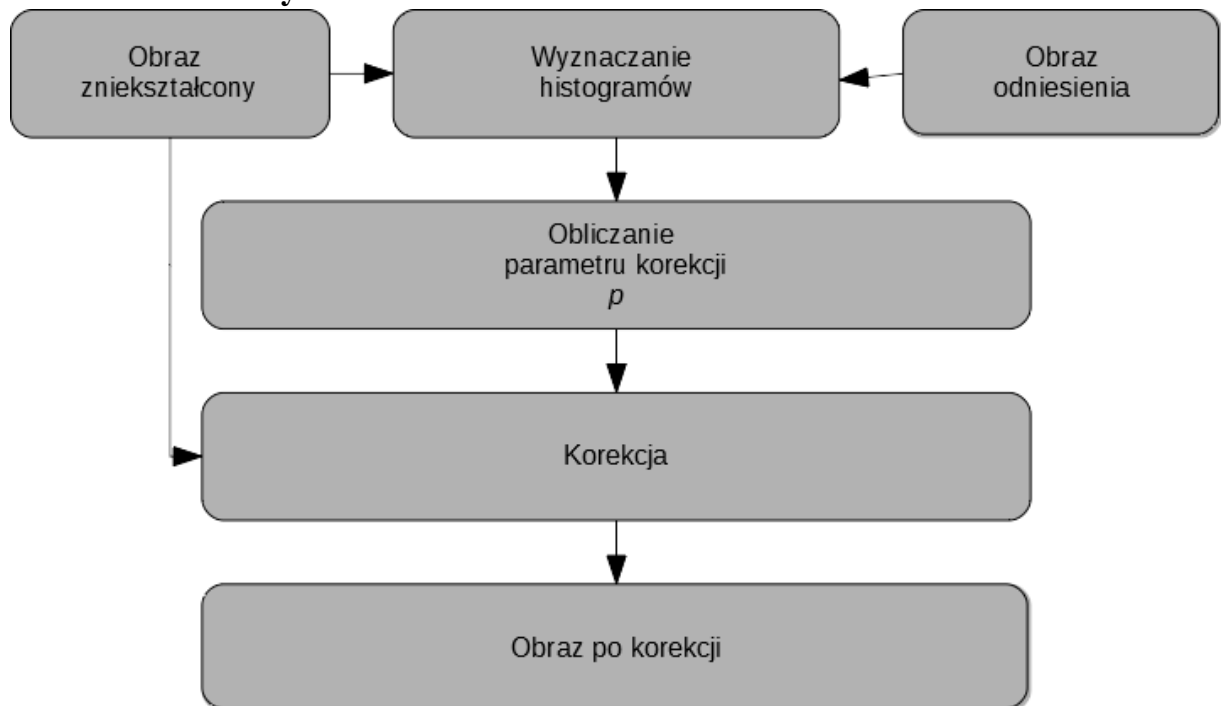 Obraz
zniekształcony
Wyznaczanie
histogramów
Obraz
odniesienia
Obliczanie
parametru korekcji
p
Korekcja
Obraz po korekcji